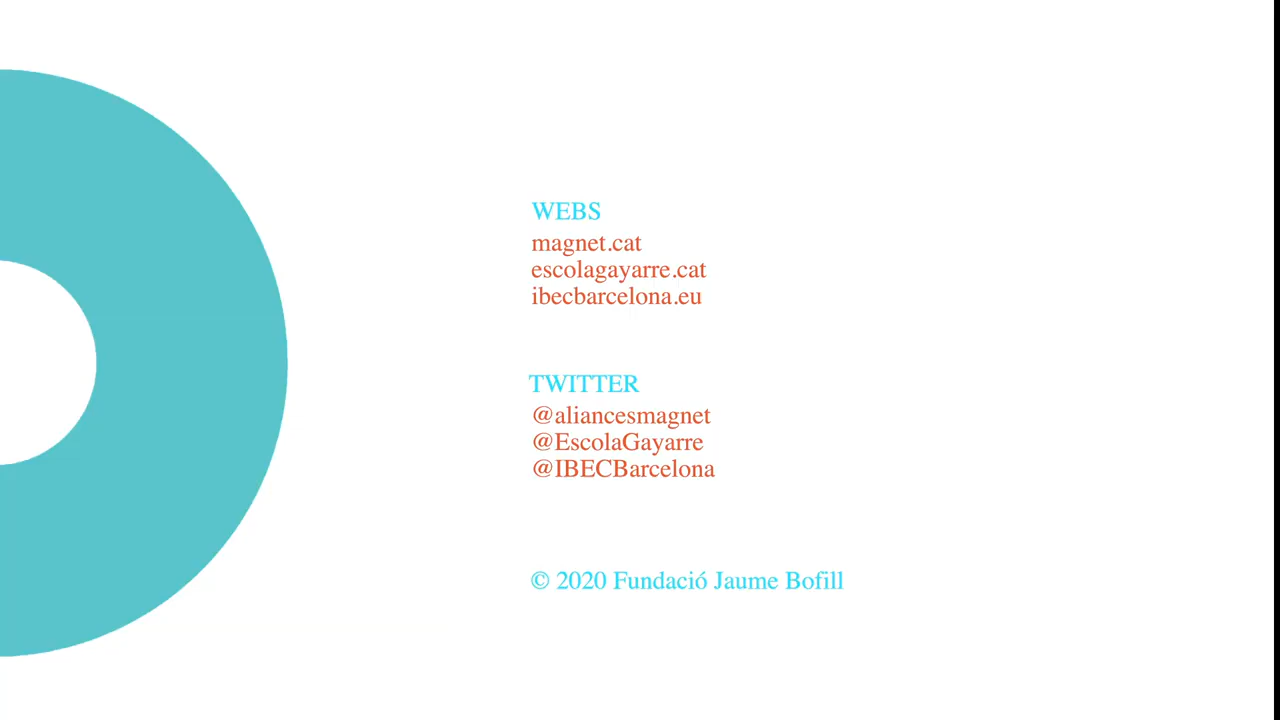 WEBS
magnet.cat
escolagayarre.cat
ibecbarcelona.eu
TWITTER
@aliancesmagnet
@EscolaGayarre
@IBECBarcelona
© 2020 Fundació Jaume Bofill